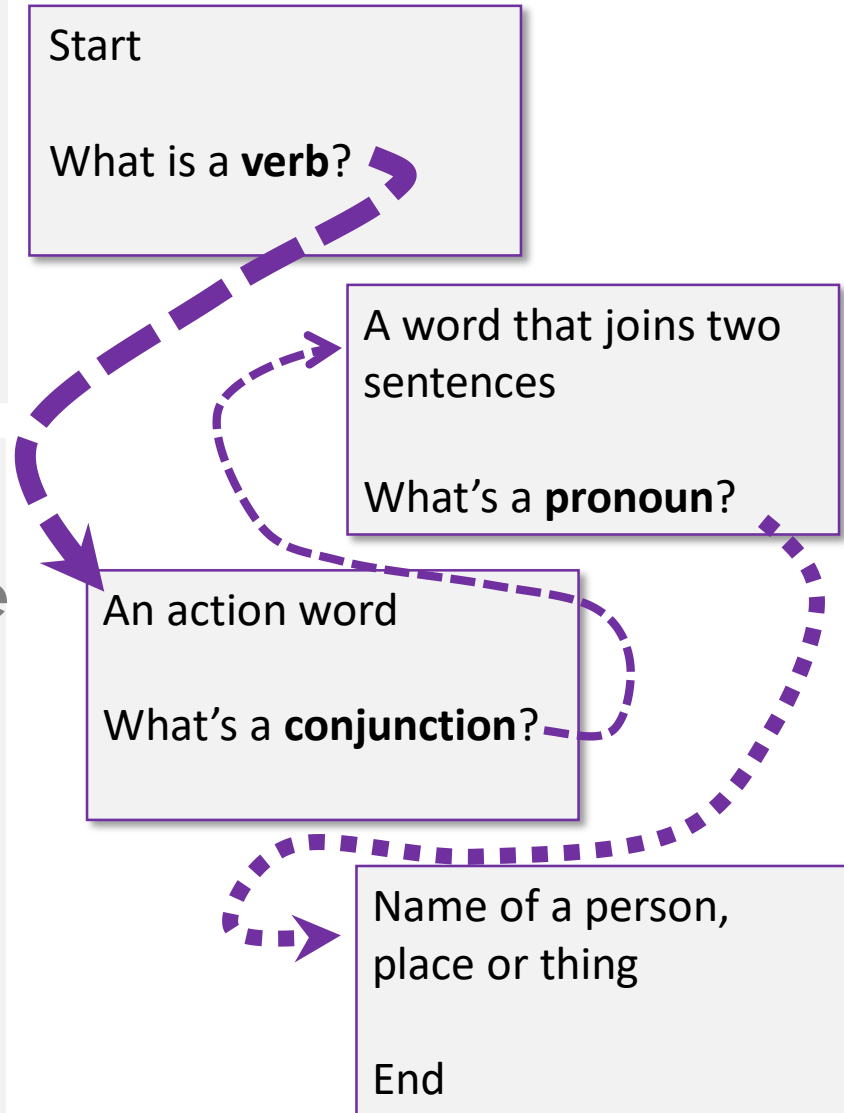 Start
What is a verb?
A word that joins two
sentences
What's a pronoun?
An action word
What's a conjunction?
Name of a person,
place or thing
End